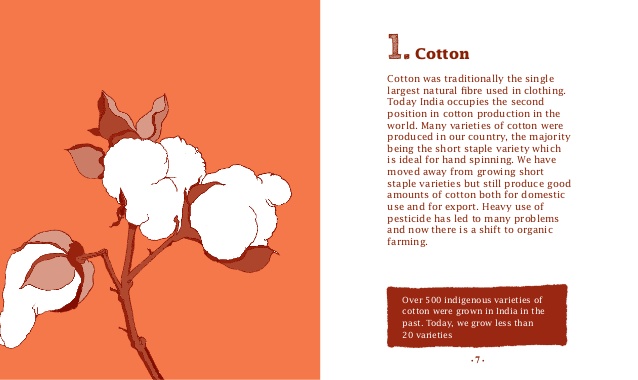 1. Cotton
Cotton was traditionally the single
largest natural fibre used in clothing.
Today India occupies the second
position in cotton production in the
world. Many varieties of cotton were
produced in our country, the majority
being the short staple variety which
is ideal for hand spinning. We have
moved away from growing short
staple varieties but still produce good
amounts of cotton both for domestic
use and for export. Heavy use of
pesticide has led to many problems
and now there is a shift to organic
farming.
Over 500 indigenous varieties of
cotton were grown in India in the
past. Today, we grow less than
20 varieties
· 7 ·